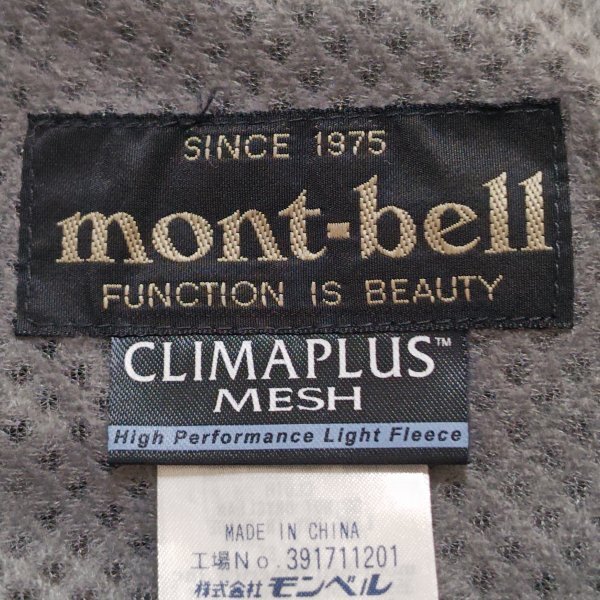 SINCE 1975
mont-bell
FUNCTION IS BEAUTY
CLIMAPLUS™
MESH
High Performance Light Fleece
MADE IN CHINA
工場No.391711201
株式会社 モンベル